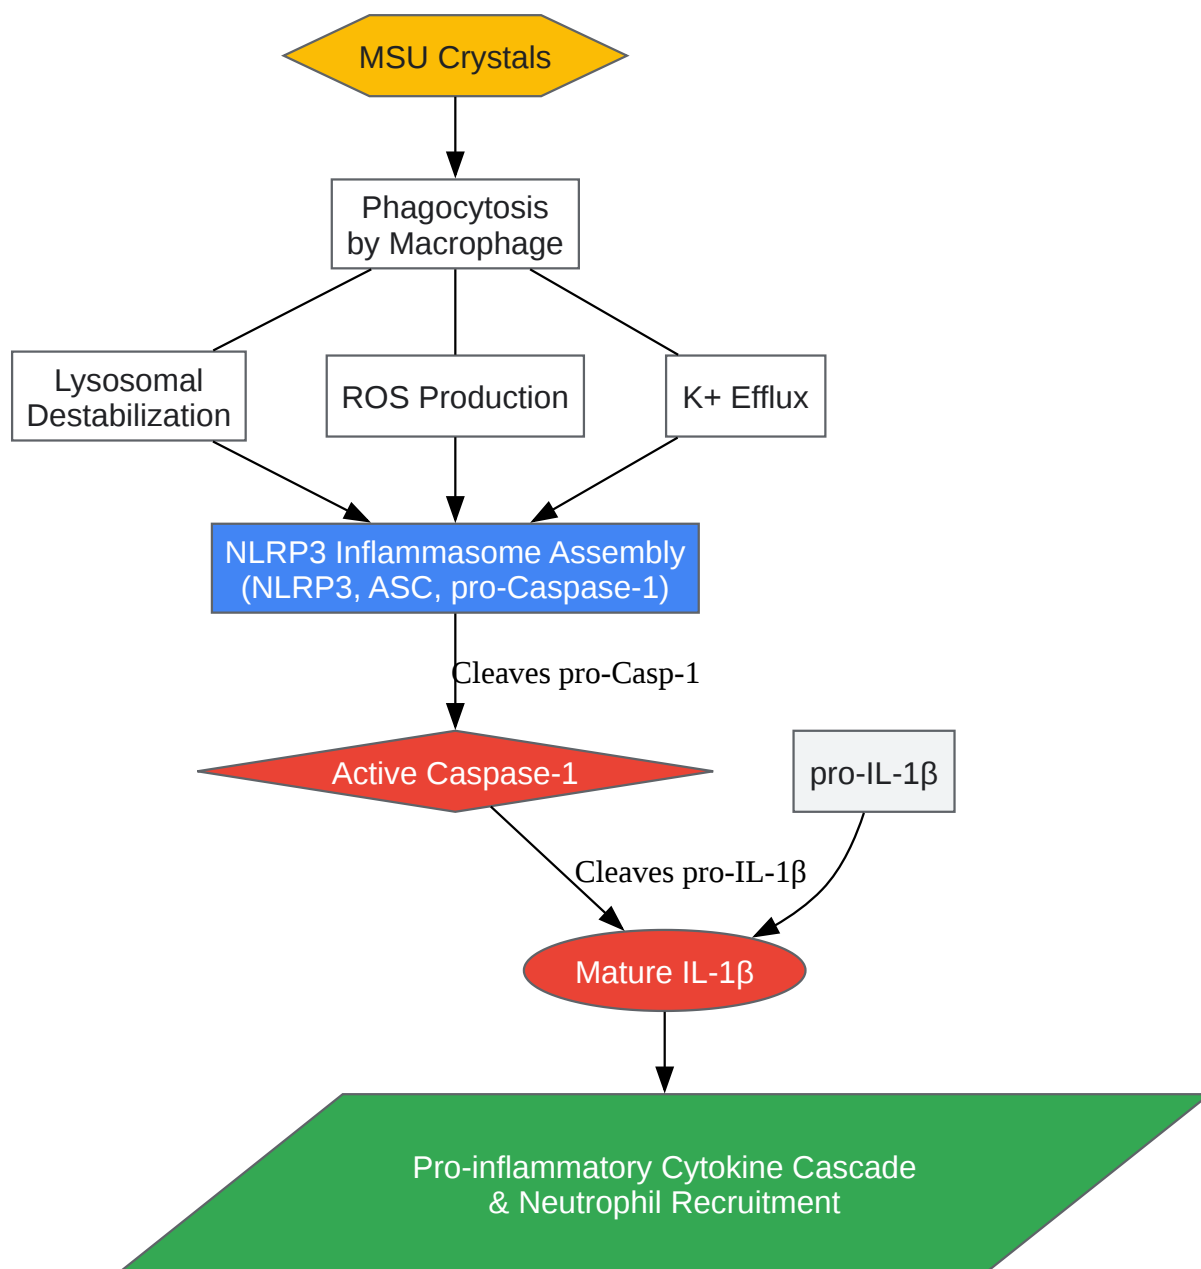 MSU Crystals
Phagocytosis
by Macrophage
Lysosomal
Destabilization
ROS Production
K+ Efflux
NLRP3 Inflammasome Assembly
(NLRP3, ASC, pro-Caspase-1)
Cleaves pro-Casp-1
Active Caspase-1
pro-IL-1β
Cleaves pro-IL-1β
Mature IL-1β
Pro-inflammatory Cytokine Cascade
& Neutrophil Recruitment